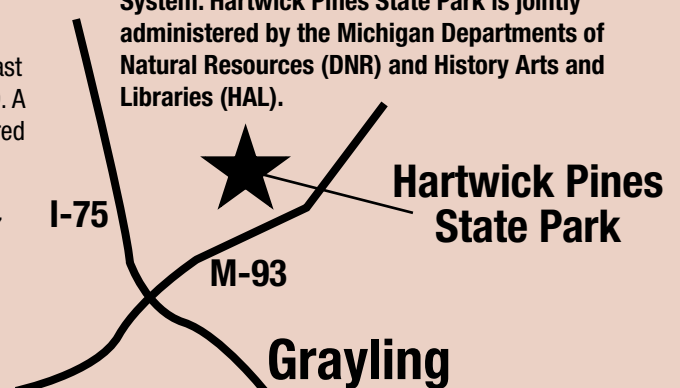 System. Hartwick Pines State Park is jointly
administered by the Michigan Departments of
Natural Resources (DNR) and History Arts and
Libraries (HAL).
. A
Hartwick Pines
State Park
I-75
M-93
Grayling